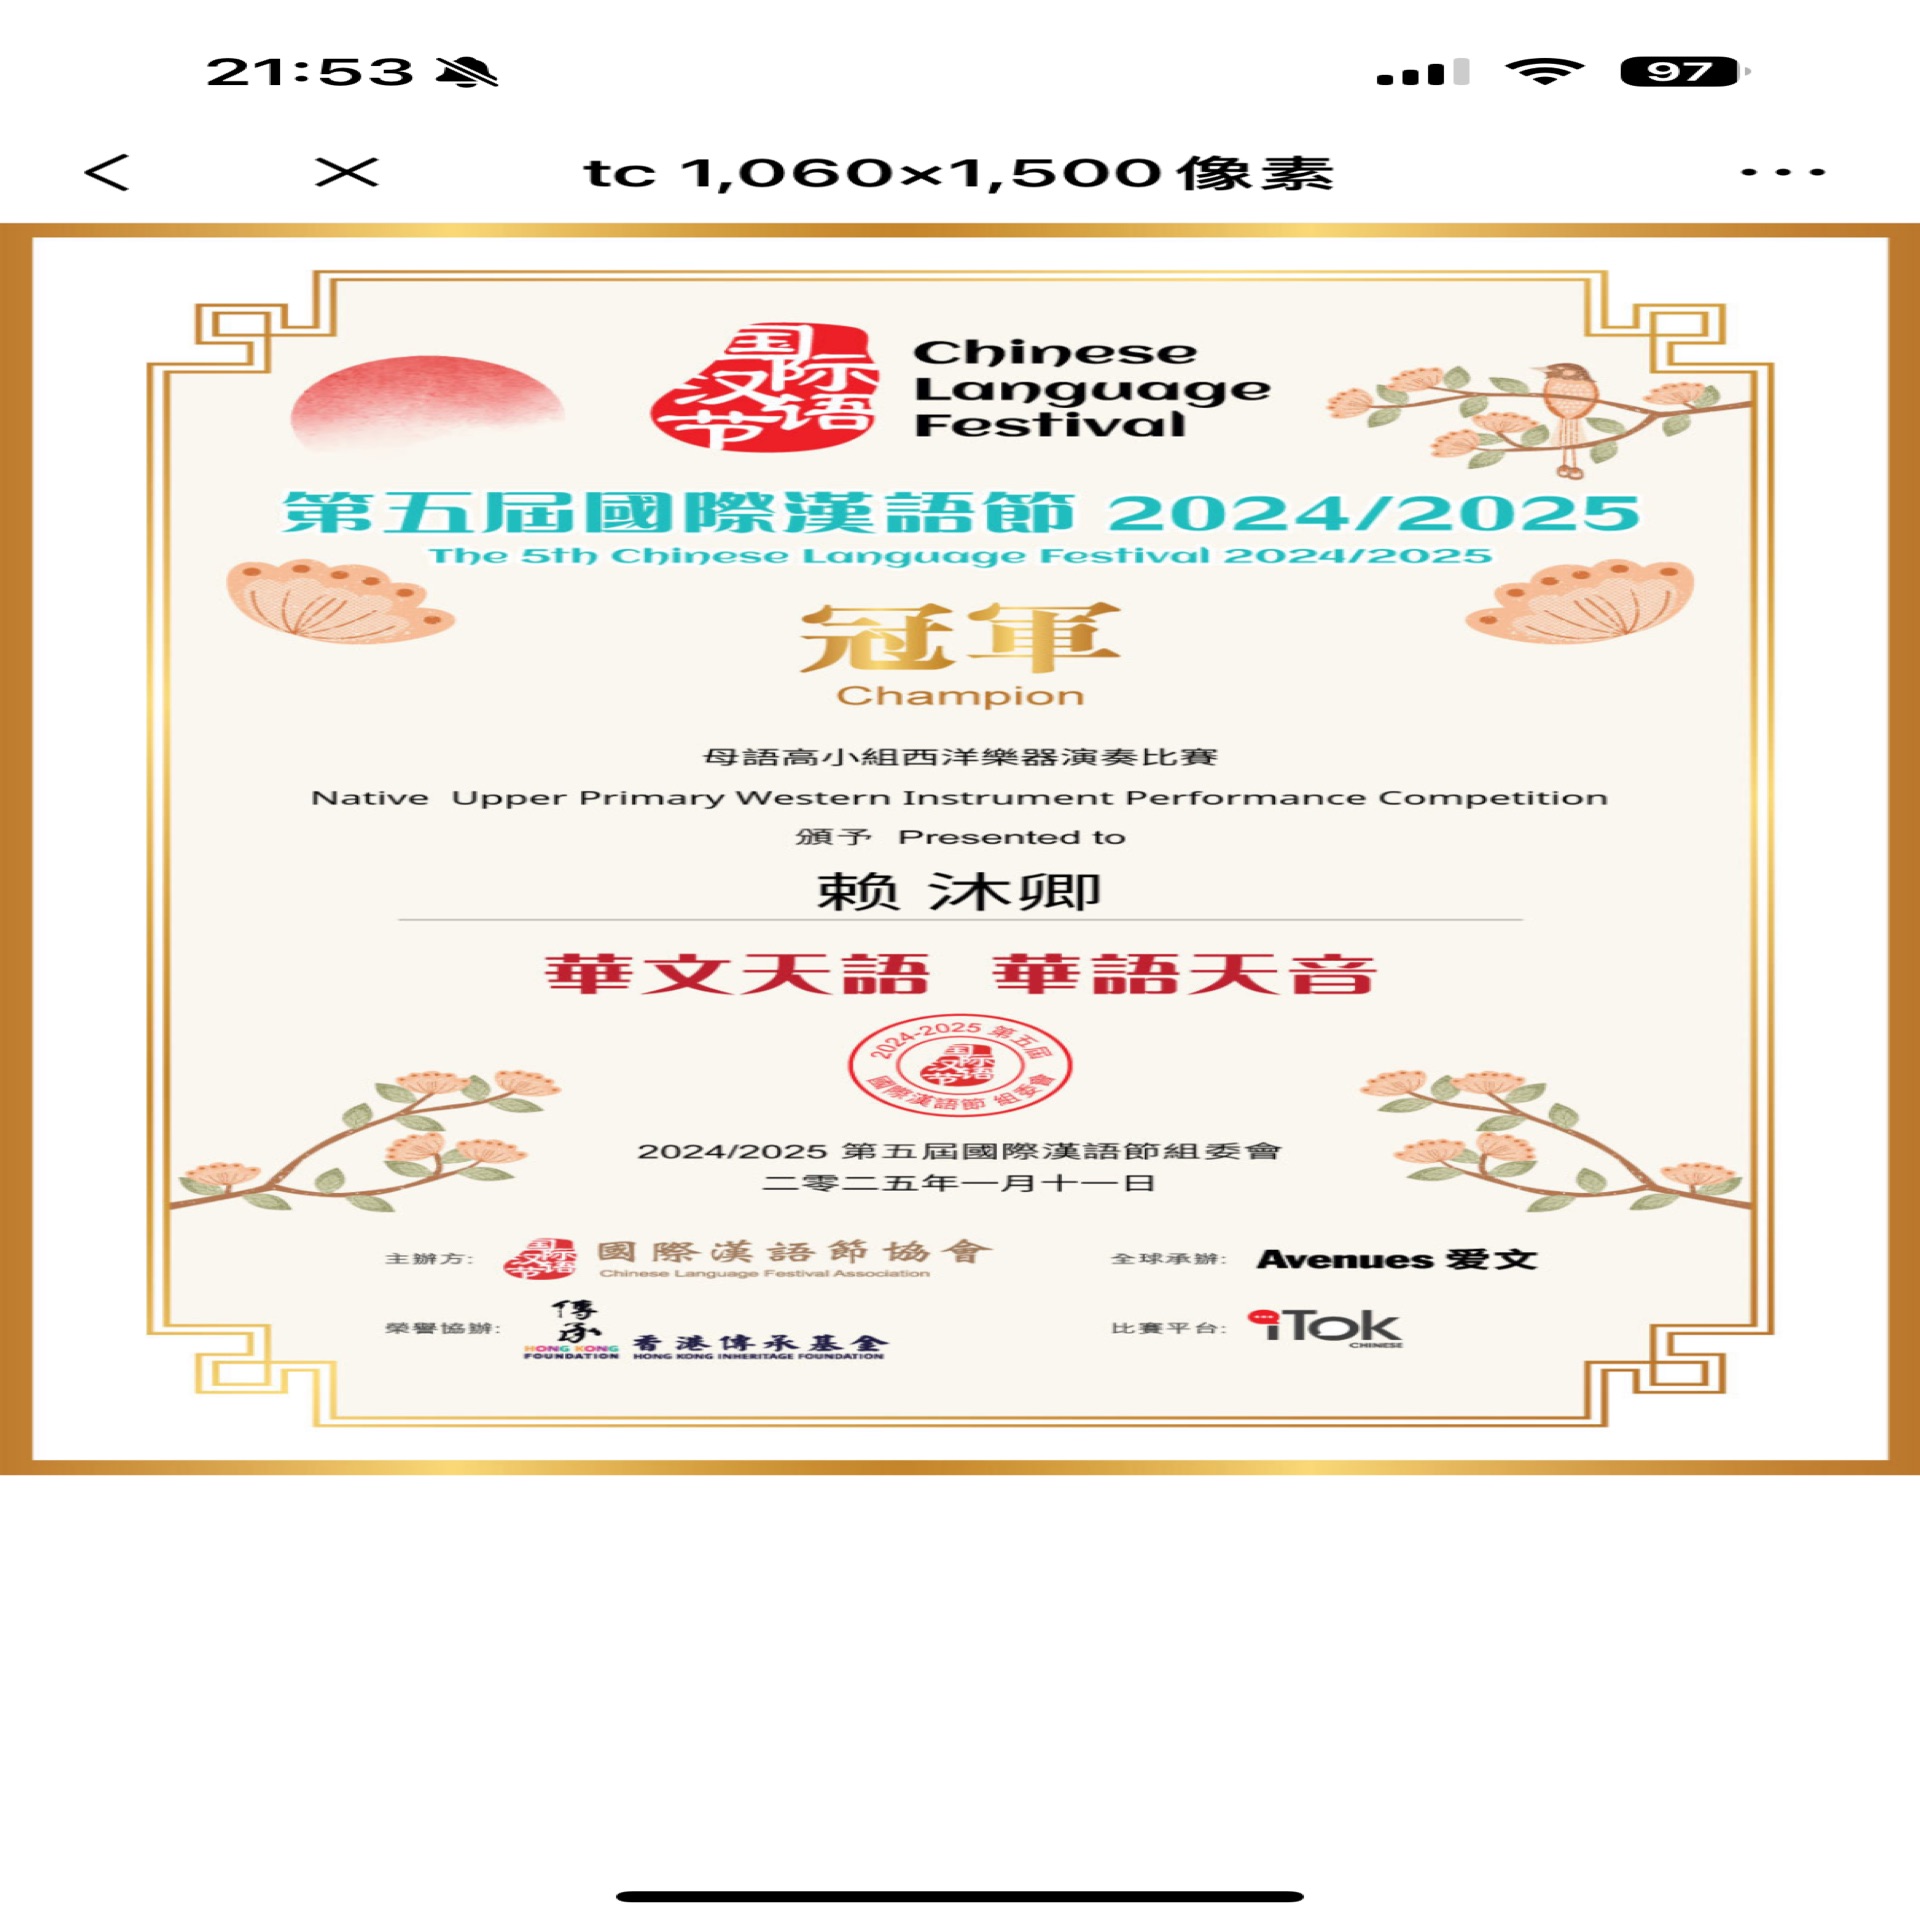 21:53
97
tc 1,060×1,500像素
国际汉语节
Chinese
Language
Festival
第五屆國際漢語節 2024/2025
The 5th Chinese Language Festival 2024/2025
冠軍
Champion
母語高小組西洋樂器演奏比賽
Native Upper Primary Western Instrument Performance Competition
頒予 Presented to
赖 沐卿
華文天語 華語天音
2024-2025 第五屆
国际汉语节
國際漢語節 組委會
2024/2025 第五屆國際漢語節組委會
二零二五年一月十一日
主辦方: 国际汉语节 國際漢語節協會
Chinese Language Festival Association
全球承辦: Avenues 爱文
榮譽協辦: 傳承
HONG KONG
FOUNDATION
香港傳承基金
HONG KONG INHERITAGE FOUNDATION
比賽平台: iTok
CHINESE